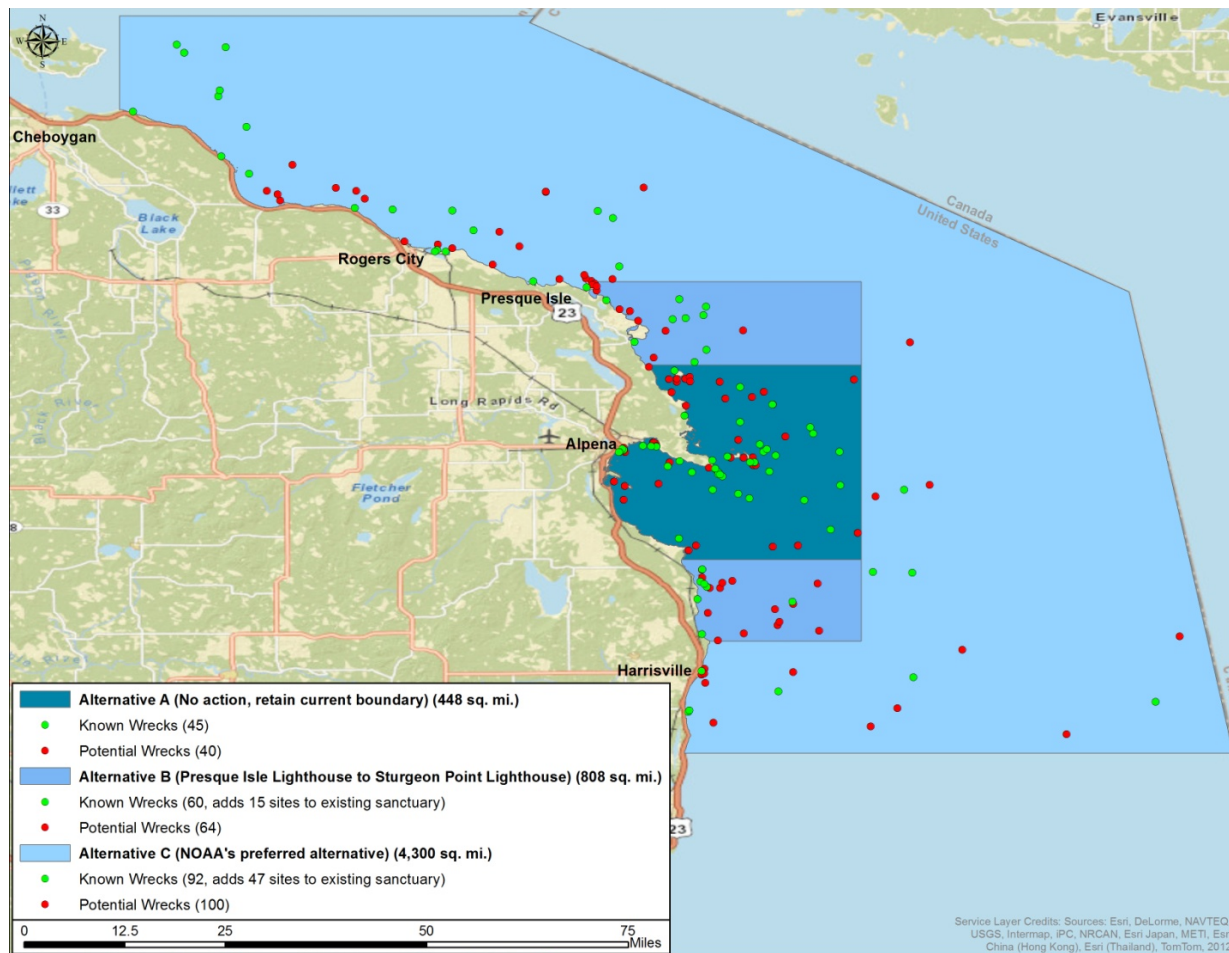 N
W E
S
Evansville
Cheboygan
33
Black
Lake
Canada
United States
Rogers City
Presque Isle
23
Long Rapids Rd
Alpena
Fletcher
Pond
Harrisville
23
Alternative A (No action, retain current boundary) (448 sq. mi.)
Known Wrecks (45)
Potential Wrecks (40)
Alternative B (Presque Isle Lighthouse to Sturgeon Point Lighthouse) (808 sq. mi.)
Known Wrecks (60, adds 15 sites to existing sanctuary)
Potential Wrecks (64)
Alternative C (NOAA's preferred alternative) (4,300 sq. mi.)
Known Wrecks (92, adds 47 sites to existing sanctuary)
Potential Wrecks (100)
0 12.5 25 50 75
Miles
Service Layer Credits: Sources: Esri, DeLorme, NAVTEQ,
USGS, Intermap, iPC, NRCAN, Esri Japan, METI, Esri
China (Hong Kong), Esri (Thailand), TomTom, 2012